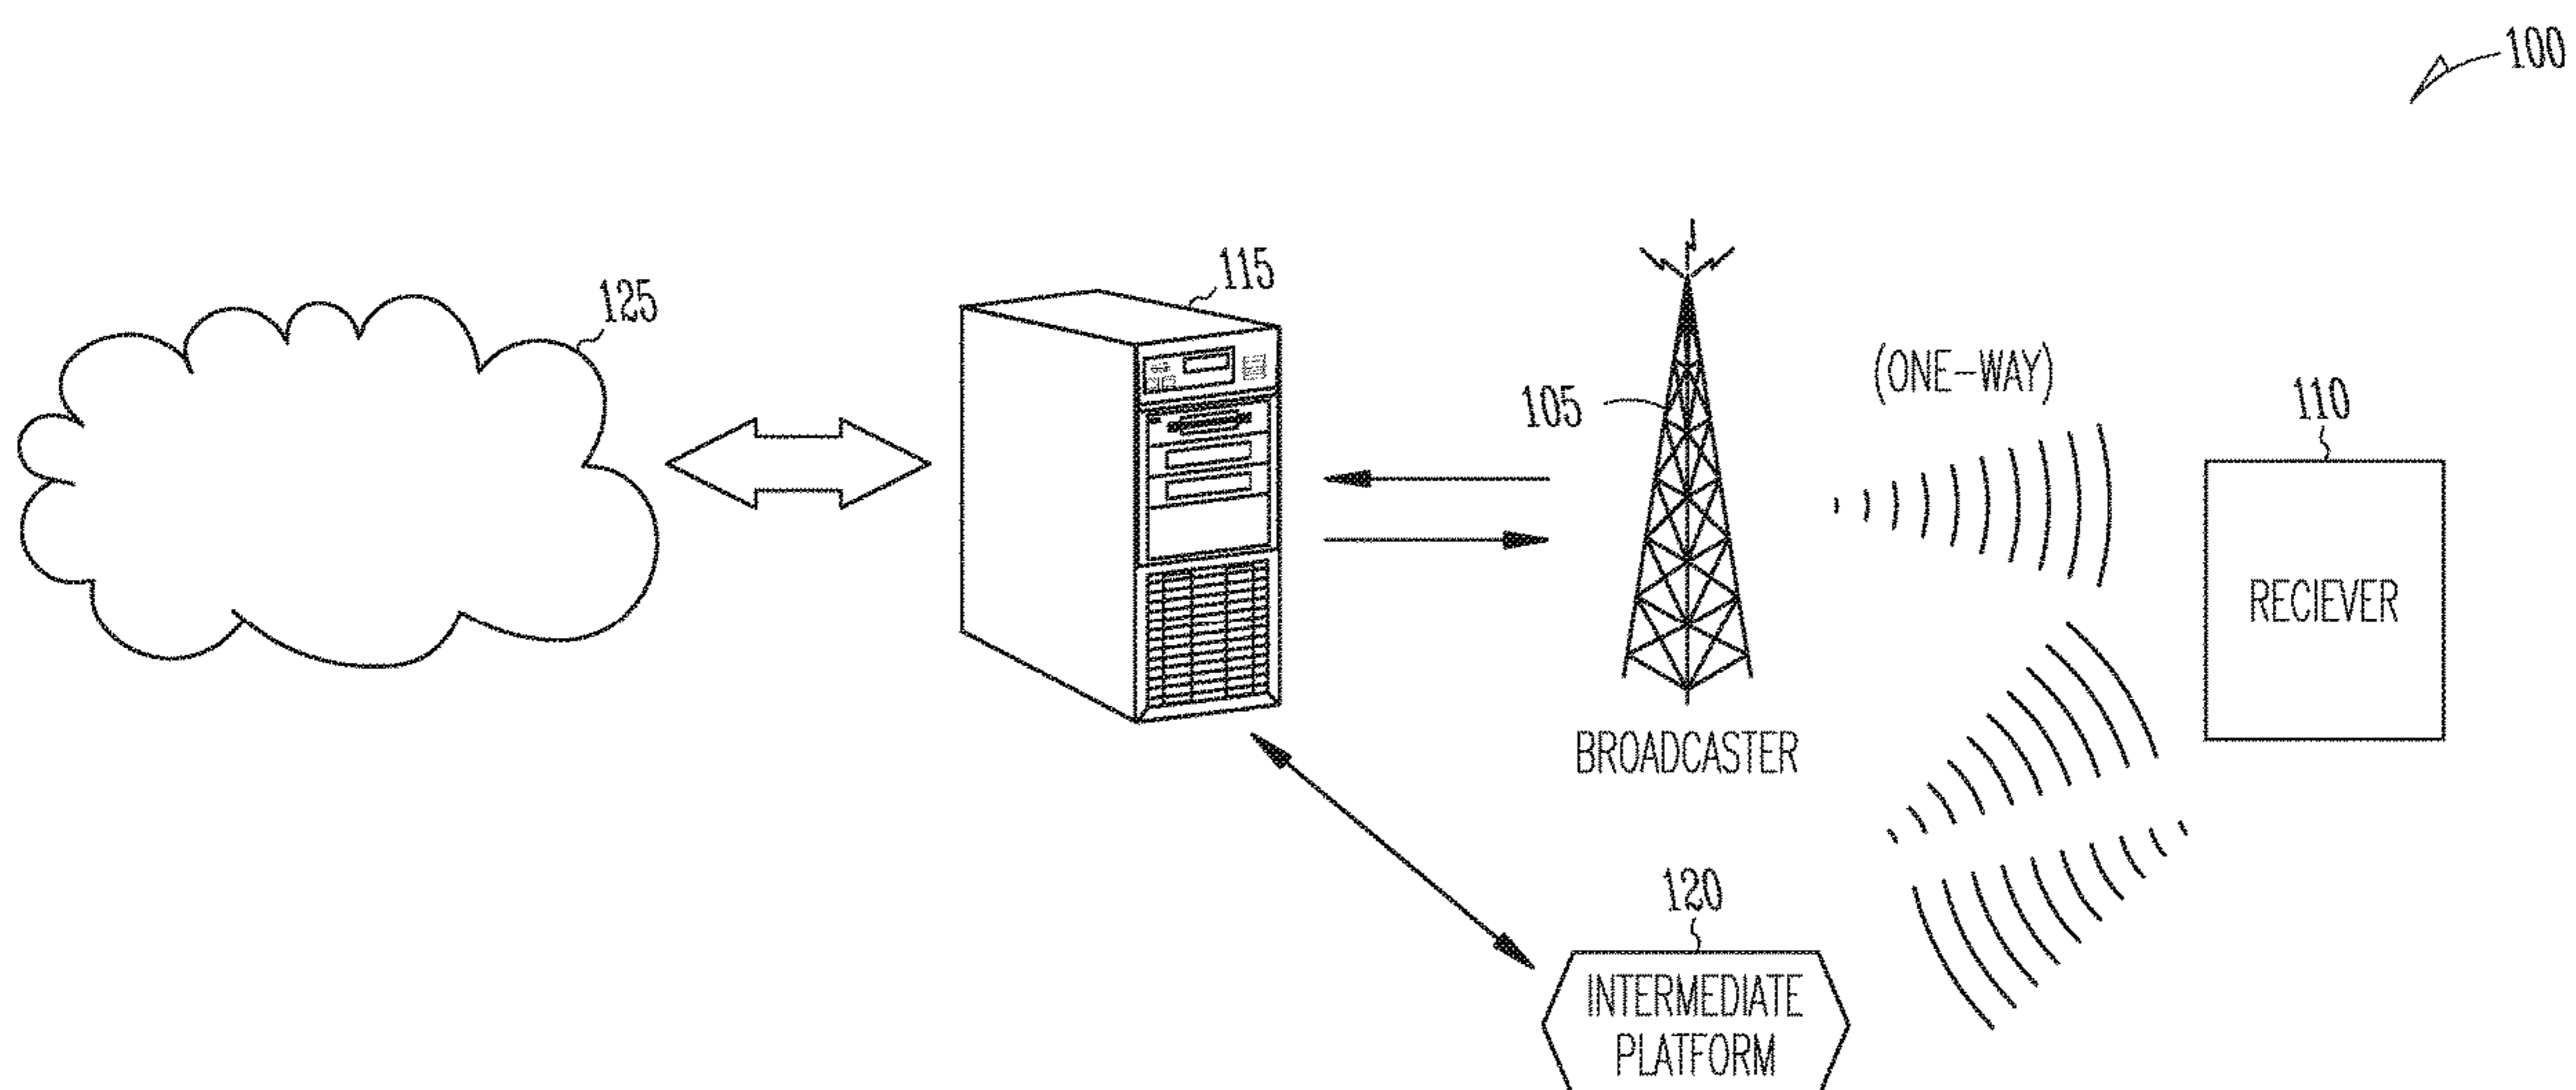 100
125
115
105
(ONE-WAY)
110
RECIEVER
BROADCASTER
120
INTERMEDIATE
PLATFORM